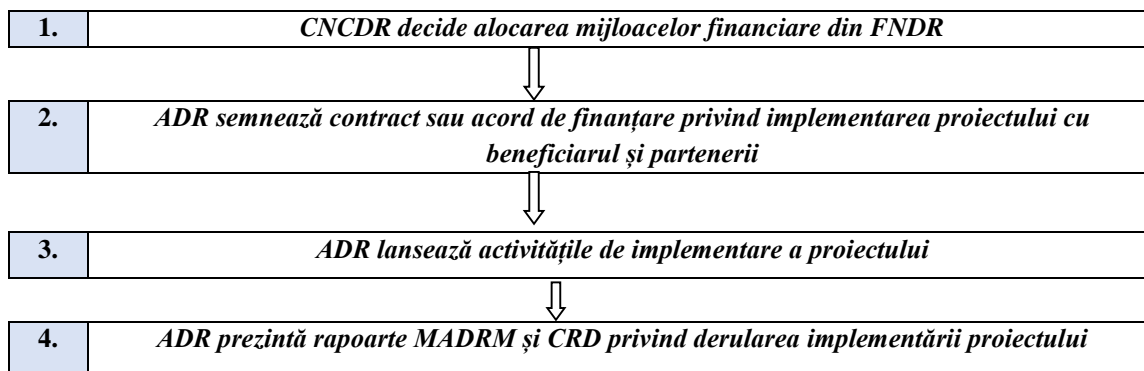 1. CNCDR decide alocarea mijloacelor financiare din FNDR
2. ADR semnează contract sau acord de finanțare privind implementarea proiectului cu
beneficiarul și partenerii
3. ADR lansează activitățile de implementare a proiectului
4. ADR prezintă rapoarte MADRM și CRD privind derularea implementării proiectului